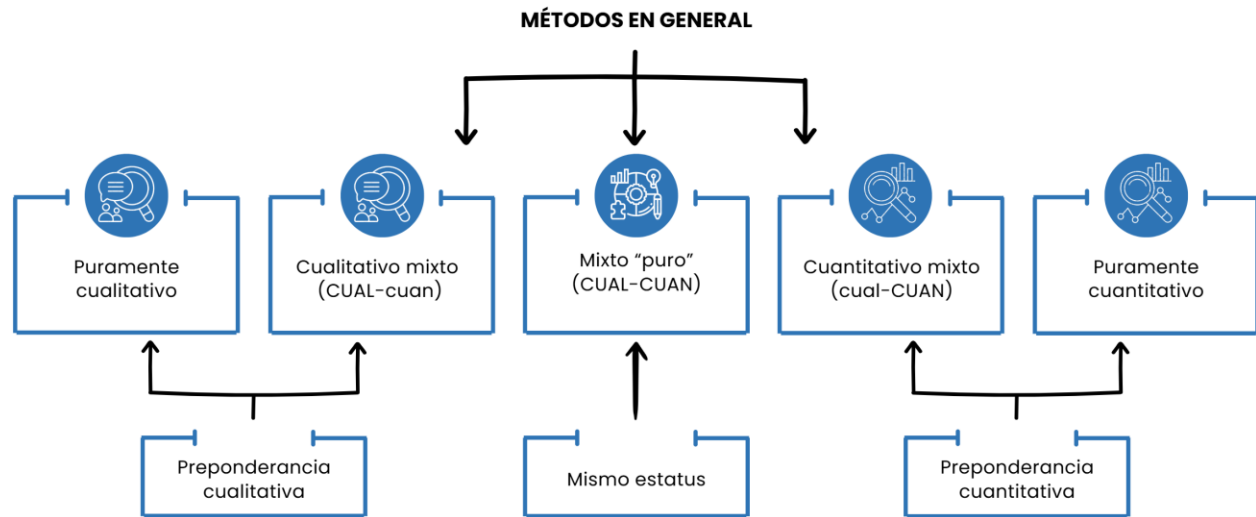 MÉTODOS EN GENERAL
Puramente
cualitativo
Cualitativo mixto
(CUAL-cuan)
Mixto “puro”
(CUAL-CUAN)
Cuantitativo mixto
(cual-CUAN)
Puramente
cuantitativo
Preponderancia
cualitativa
Mismo estatus
Preponderancia
cuantitativa